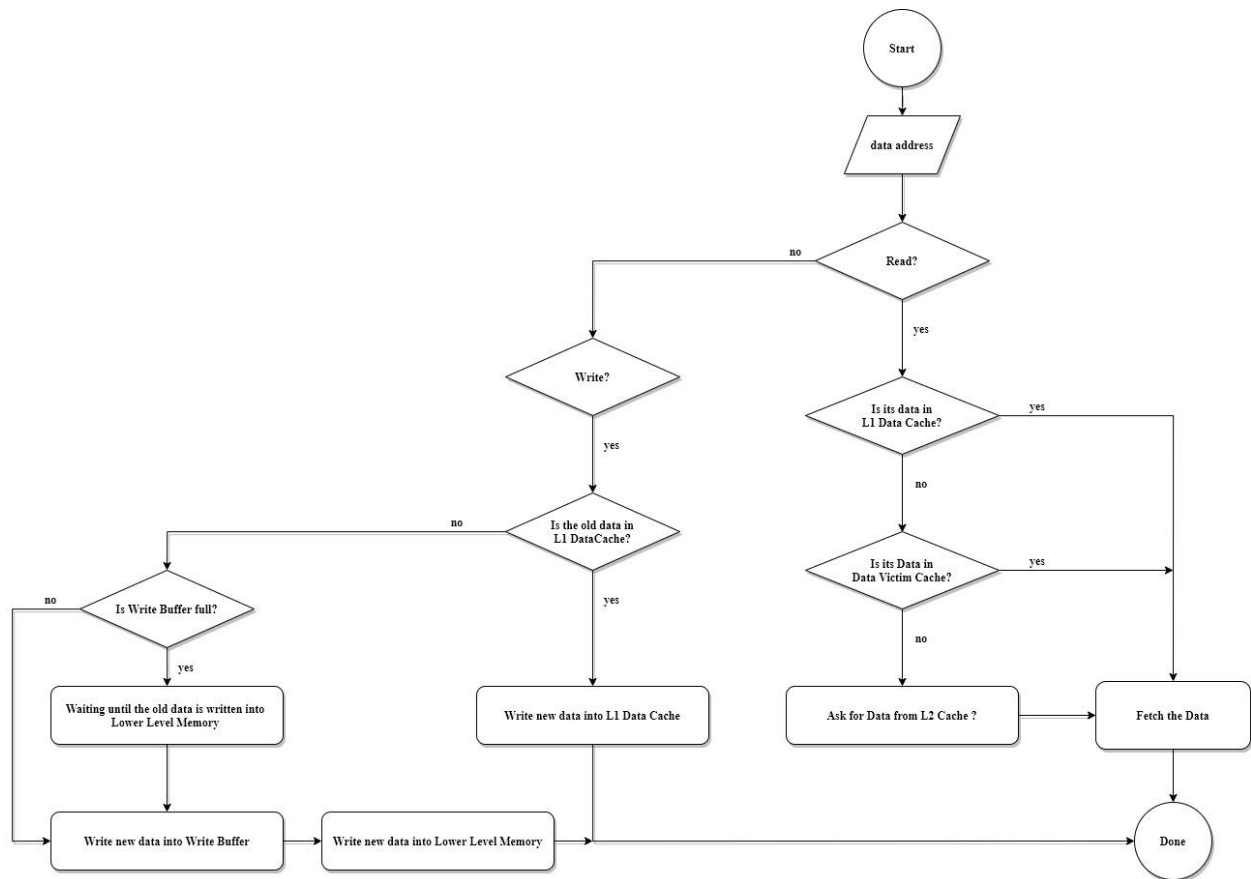 Start
data address
no
Read?
yes
Write?
Is its data in
L1 Data Cache?
yes
yes
no
no
Is the old data in
L1 DataCache?
Is its Data in
Data Victim Cache?
yes
no
Is Write Buffer full?
yes
no
yes
Waiting until the old data is written into
Lower Level Memory
Write new data into L1 Data Cache
Ask for Data from L2 Cache ?
Fetch the Data
Write new data into Write Buffer
Write new data into Lower Level Memory
Done